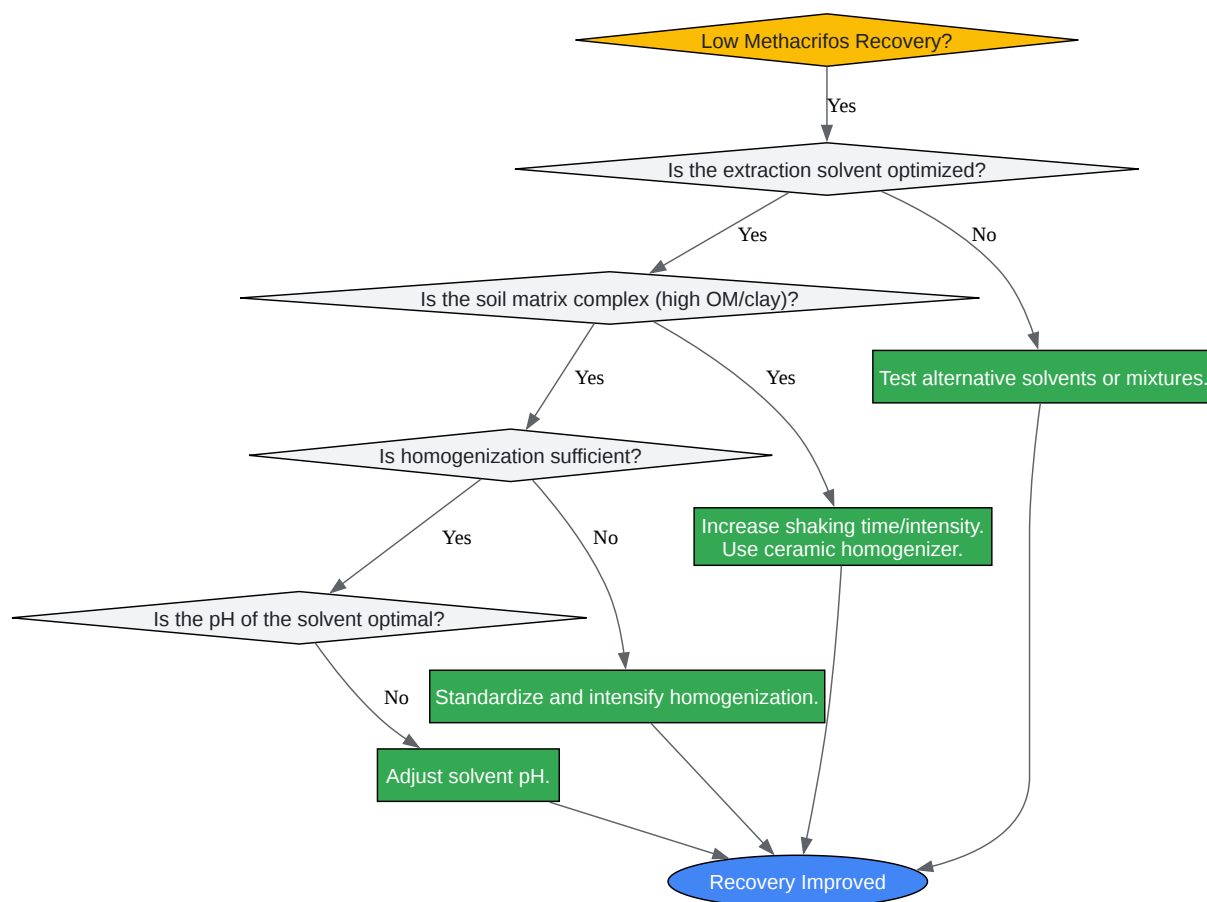 Low Methacrifos Recovery?
Yes
Is the extraction solvent optimized?
Yes
No
Is the soil matrix complex (high OM/clay)?
Yes
Yes
Test alternative solvents or mixtures.
Is homogenization sufficient?
Yes
No
Increase shaking time/intensity.
Use ceramic homogenizer.
Is the pH of the solvent optimal?
No
Standardize and intensify homogenization.
Adjust solvent pH.
Recovery Improved